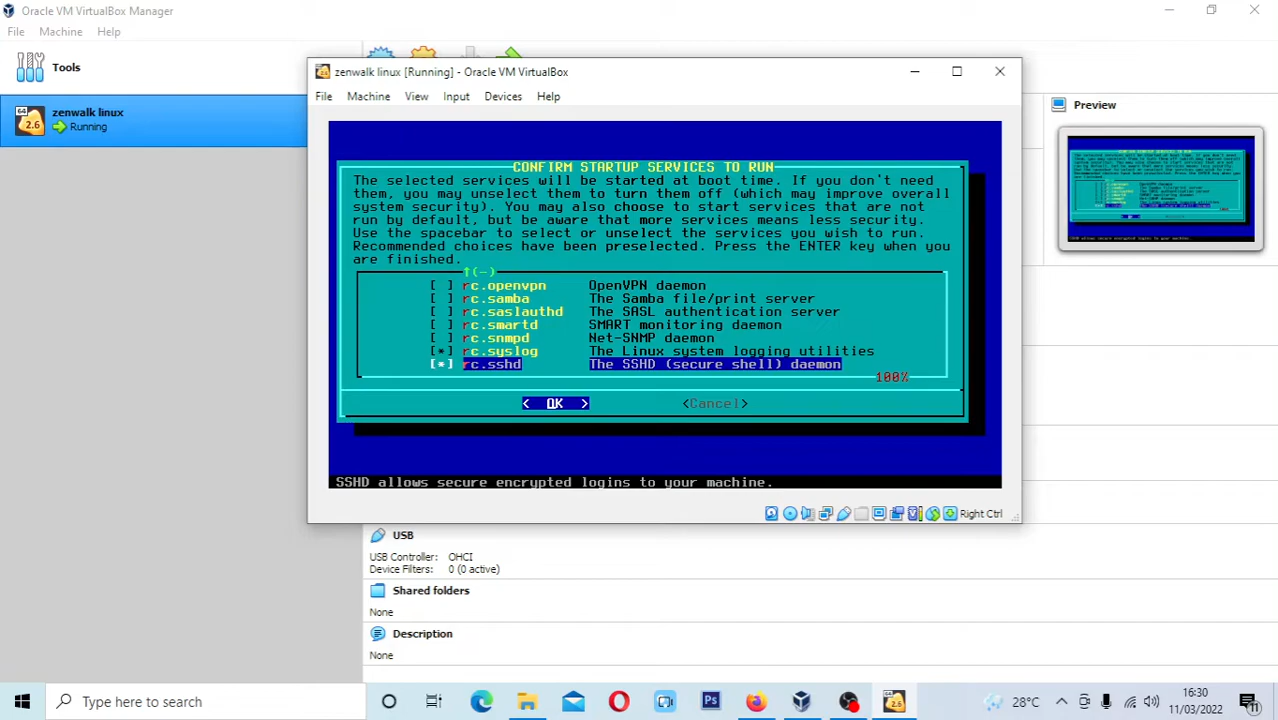 Oracle VM VirtualBox Manager
File Machine Help
Tools
zenwalk linux
Running
64
2.6
zenwalk linux [Running] - Oracle VM VirtualBox
File Machine View Input Devices Help
CONFIRM STARTUP SERVICES TO RUN
The selected services will be started at boot time. If you don't need
them, you may unselect them to turn them off (which may improve overall
system security). You may also choose to start services that are not
run by default, but be aware that more services means less security.
Use the spacebar to select or unselect the services you wish to run.
Recommended choices have been preselected. Press the ENTER key when you
are finished.
↑(-)
[ ] rc.openvpn OpenVPN daemon
[ ] rc.samba The Samba file/print server
[ ] rc.saslauthd The SASL authentication server
[ ] rc.smartd SMART monitoring daemon
[ ] rc.snmpd Net-SNMP daemon
[*] rc.syslog The Linux system logging utilities
[*] rc.sshd The SSHD (secure shell) daemon
100%
< OK > <Cancel>
SSHD allows secure encrypted logins to your machine.
Right Ctrl
Preview
USB
USB Controller: OHCI
Device Filters: 0 (0 active)
Shared folders
None
Description
None
Type here to search
Ps
28°C
16:30
11/03/2022
11